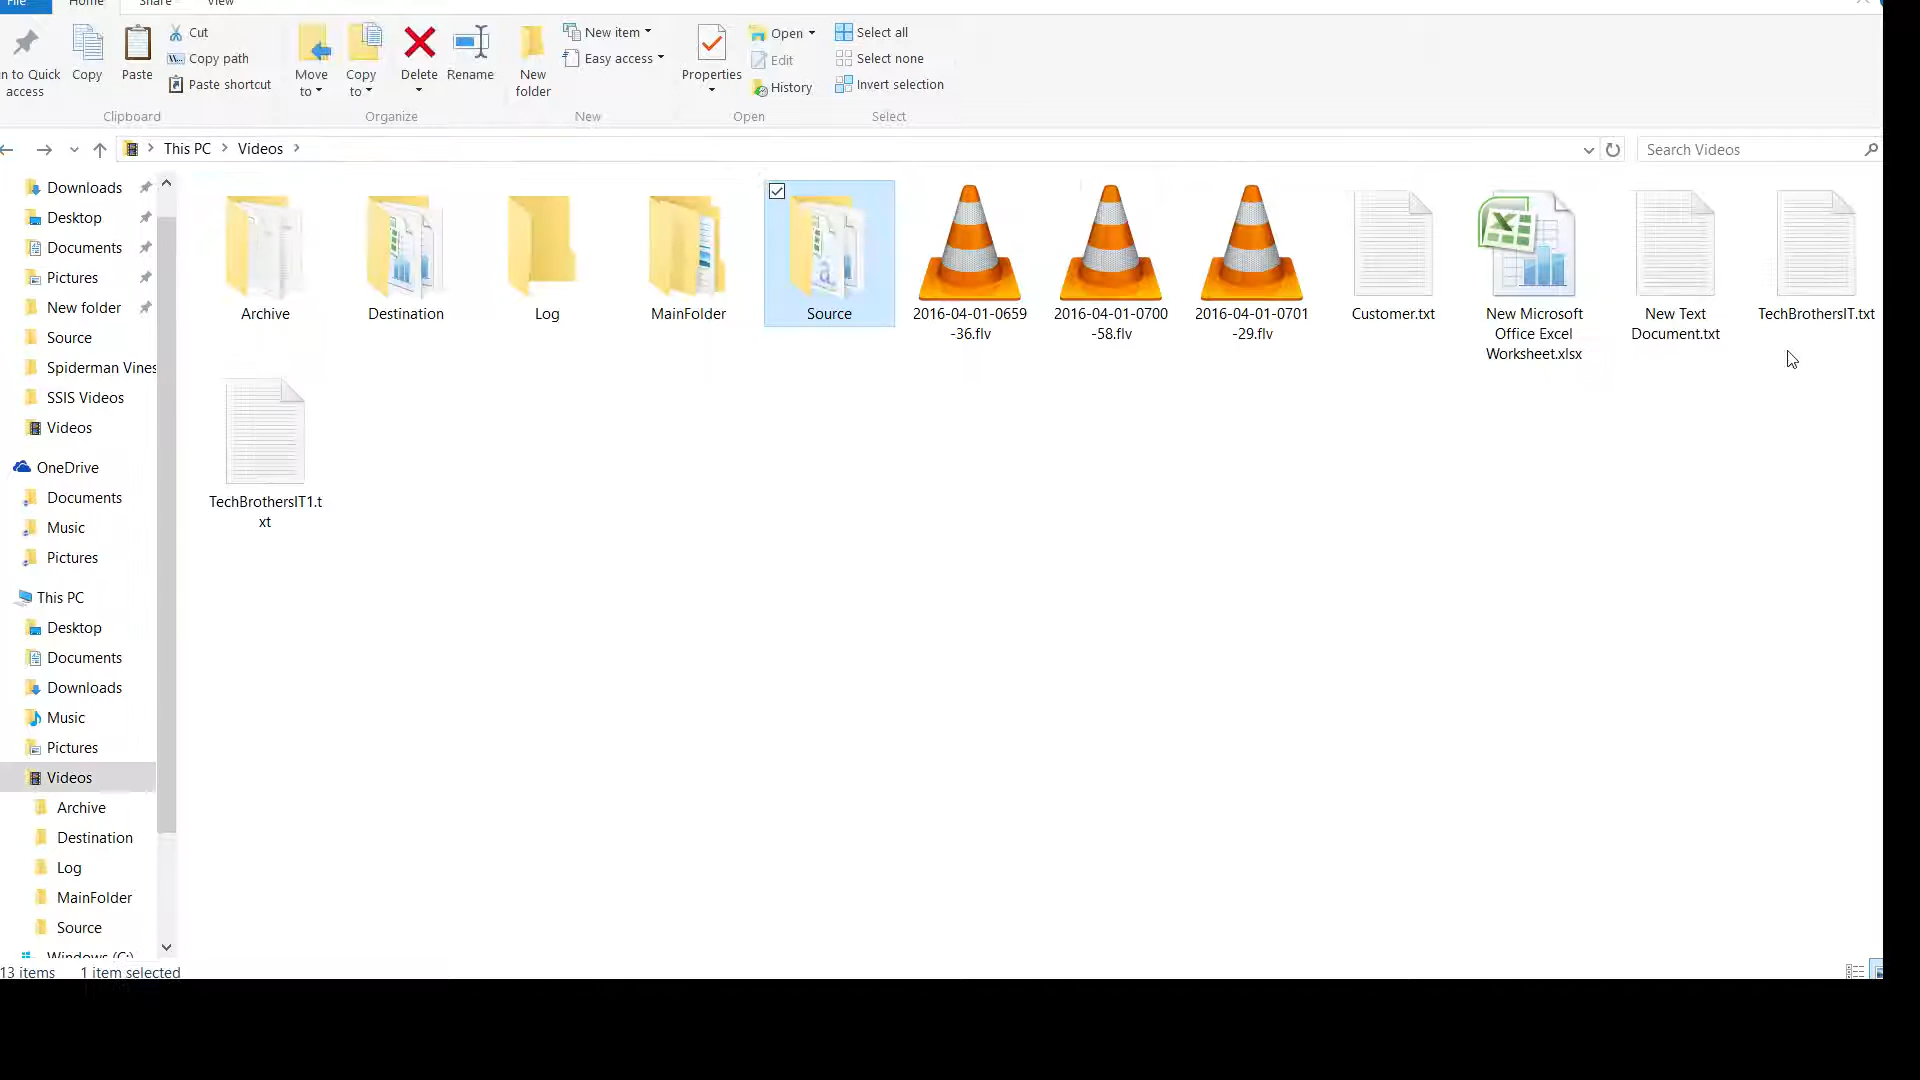 File
Home
Share
View
Cut
Copy path
Paste shortcut
Copy
Paste
n to Quick
access
Clipboard
Move
to
Copy
to
Delete
Rename
Organize
New
folder
New item
Easy access
New
Properties
Open
Edit
History
Open
Select all
Select none
Invert selection
Select
This PC
Videos
Search Videos
Downloads
Desktop
Documents
Pictures
New folder
Source
Spiderman Vines
SSIS Videos
Videos
OneDrive
Documents
Music
Pictures
This PC
Desktop
Documents
Downloads
Music
Pictures
Videos
Archive
Destination
Log
MainFolder
Source
Windows (C:)
Archive
Destination
Log
MainFolder
Source
2016-04-01-0659
-36.flv
2016-04-01-0700
-58.flv
2016-04-01-0701
-29.flv
Customer.txt
New Microsoft
Office Excel
Worksheet.xlsx
New Text
Document.txt
TechBrothersIT.txt
TechBrothersIT1.t
xt
13 items
1 item selected